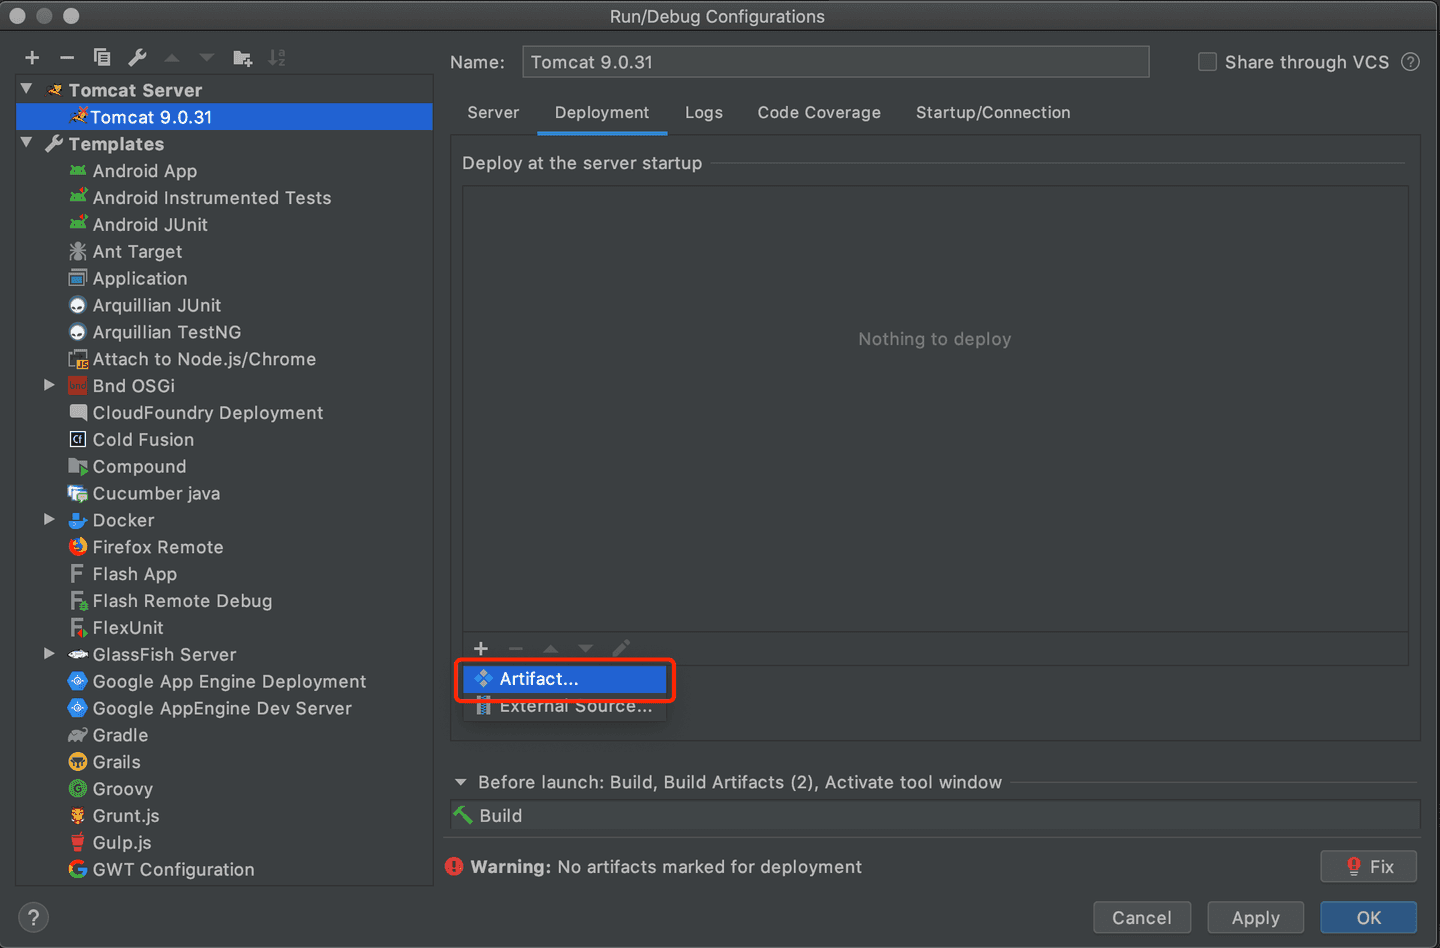 Run/Debug Configurations
Name:
Tomcat 9.0.31
Share through VCS
?
Tomcat Server
Tomcat 9.0.31
Templates
Android App
Android Instrumented Tests
Android JUnit
Ant Target
Application
Arquillian JUnit
Arquillian TestNG
Attach to Node.js/Chrome
Bnd OSGi
CloudFoundry Deployment
Cold Fusion
Compound
Cucumber java
Docker
Firefox Remote
Flash App
Flash Remote Debug
FlexUnit
GlassFish Server
Google App Engine Deployment
Google AppEngine Dev Server
Gradle
Grails
Groovy
Grunt.js
Gulp.js
GWT Configuration
Server Deployment Logs Code Coverage Startup/Connection
Deploy at the server startup
Nothing to deploy
Artifact...
External Source...
Before launch: Build, Build Artifacts (2), Activate tool window
Build
Warning: No artifacts marked for deployment
Fix
?
Cancel Apply OK